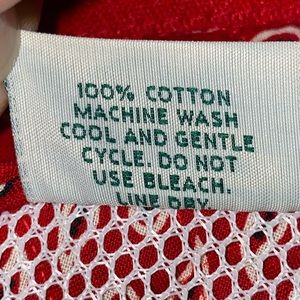 100% COTTON
MACHINE WASH
COOL AND GENTLE
CYCLE. DO NOT
USE BLEACH.
LINE DRY.